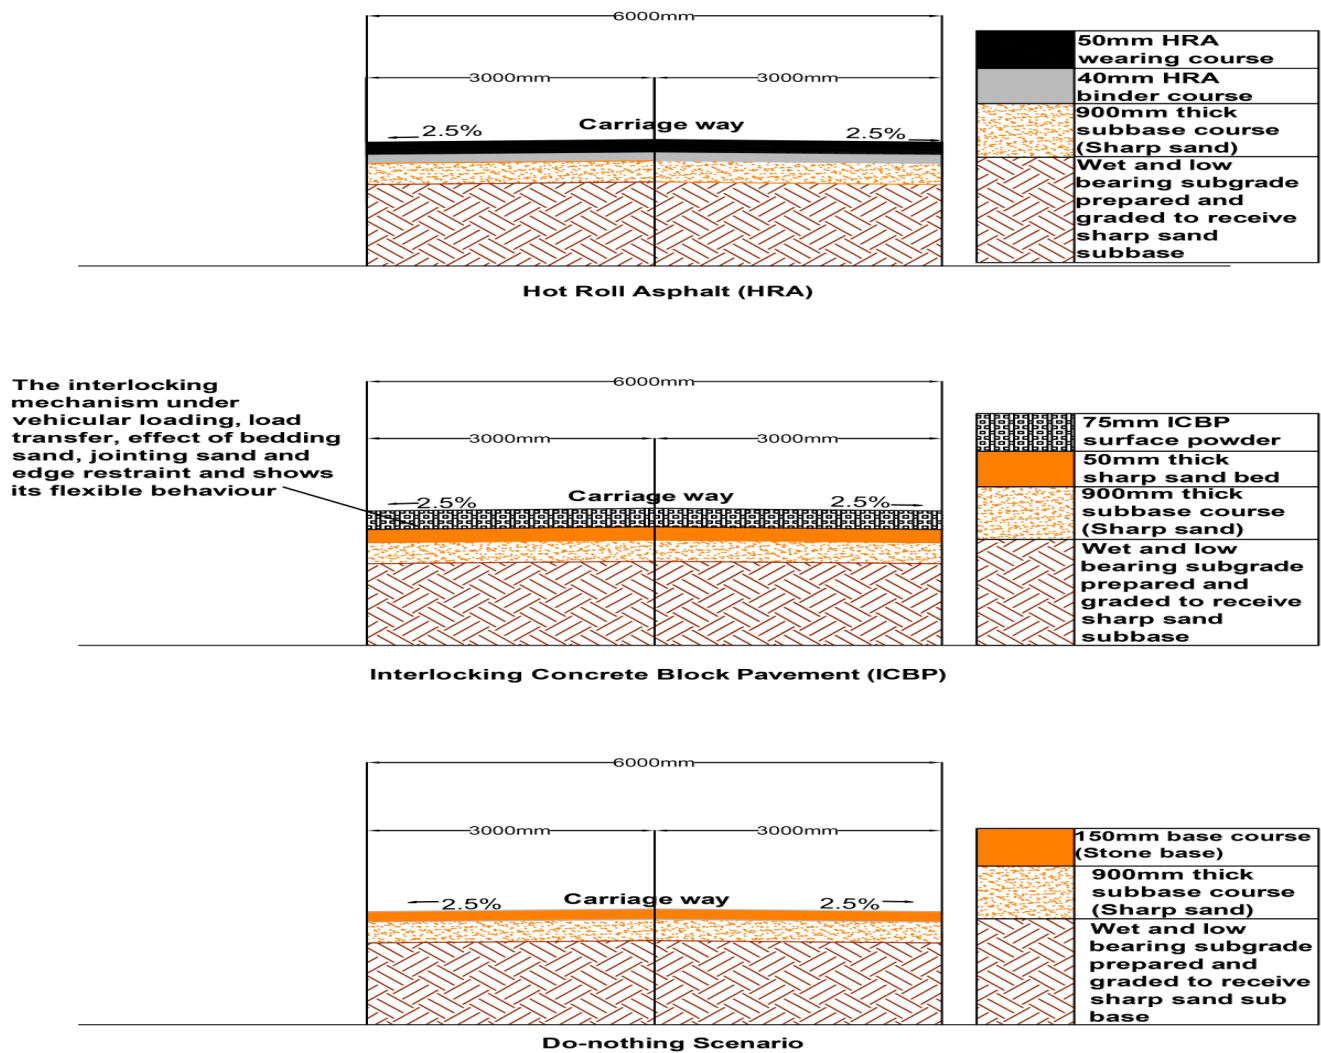 6000mm
3000mm
3000mm
Carriage way
2.5%
2.5%
50mm HRA
wearing course
40mm HRA
binder course
900mm thick
subbase course
(Sharp sand)
Wet and low
bearing subgrade
prepared and
graded to receive
sharp sand
subbase
Hot Roll Asphalt (HRA)
The interlocking
mechanism under
vehicular loading, load
transfer, effect of bedding
sand, jointing sand and
edge restraint and shows
its flexible behaviour
6000mm
3000mm
3000mm
Carriage way
2.5%
2.5%
75mm ICBP
surface powder
50mm thick
sharp sand bed
900mm thick
subbase course
(Sharp sand)
Wet and low
bearing subgrade
prepared and
graded to receive
sharp sand
subbase
Interlocking Concrete Block Pavement (ICBP)
6000mm
3000mm
3000mm
Carriage way
2.5%
2.5%
150mm base course
(Stone base)
900mm thick
subbase course
(Sharp sand)
Wet and low
bearing subgrade
prepared and
graded to receive
sharp sand sub
base
Do-nothing Scenario